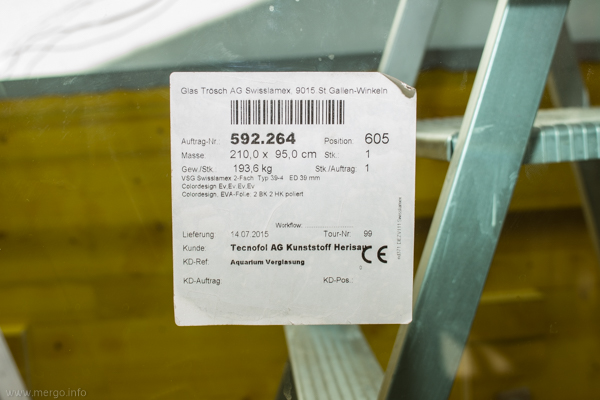 Glas Trösch AG Swisslamex, 9015 St.Gallen-Winkeln
Auftrag-Nr. 592.264 Position: 605
Masse: 210,0 x 95,0 cm Stk.: 1
Gew./Stk. 193,6 kg Stk./Auftrag: 1
VSG Swisslamex 2-Fach Typ 39-4 ED 39 mm
Colordesign Ev,Ev,Ev,Ev
Colordesign, EVA-Folie: 2 BK 2 HK poliert
Workflow:
Lieferung: 14.07.2015 Tour-Nr: 99
Kunde: Tecnofol AG Kunststoff Herisau
CE
KD-Ref: Aquarium Verglasung
KD-Auftrag: KD-Pos.:
www.mergo.info